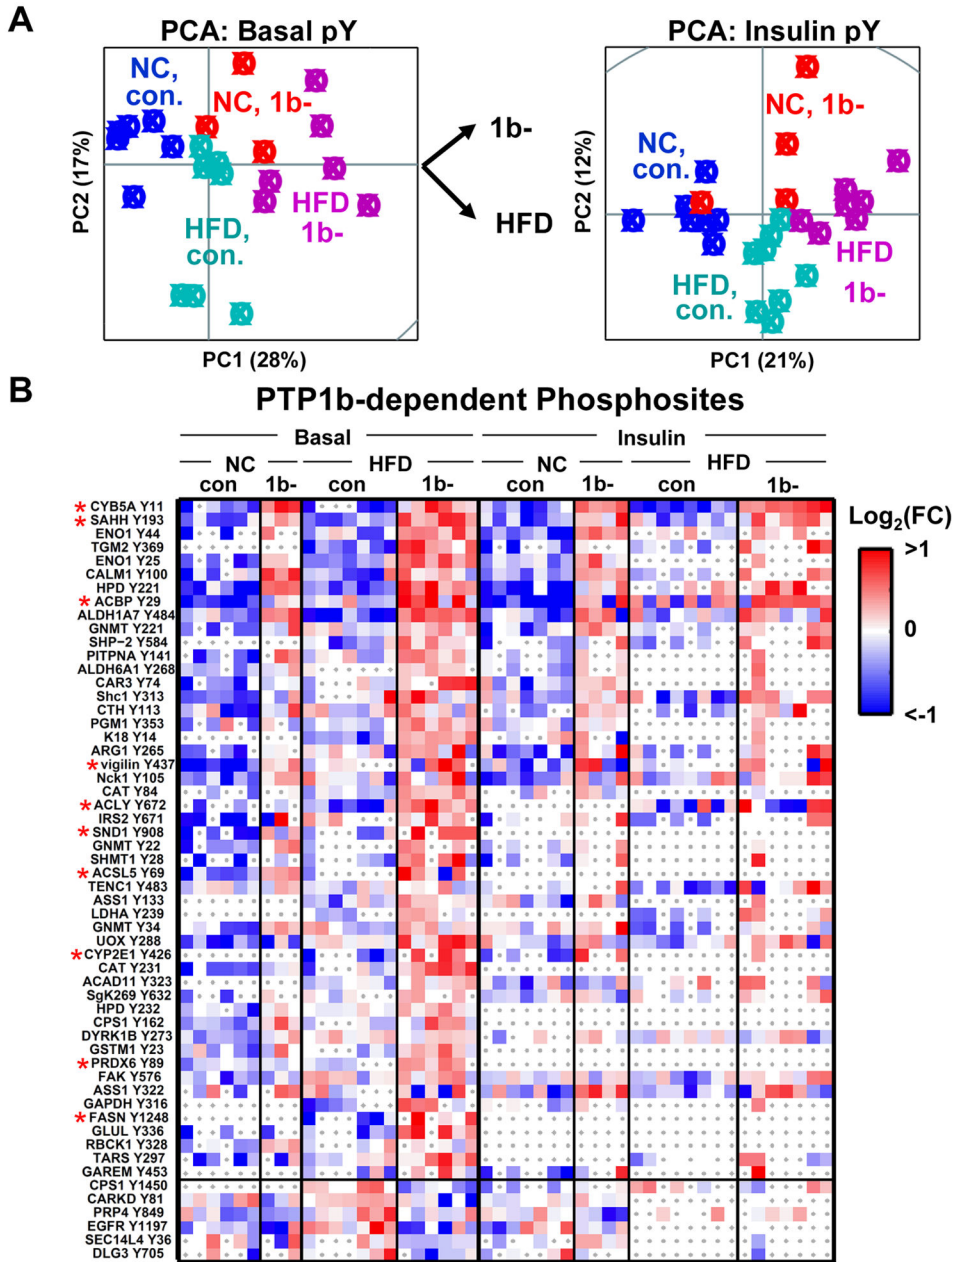 A
PCA: Basal pY
PCA: Insulin pY
NC,
con.
NC, 1b-
HFD
1b-
HFD,
con.
PC2 (17%)
PC1 (28%)
1b-
HFD
NC, 1b-
NC,
con.
HFD
1b-
HFD,
con.
PC2 (12%)
PC1 (21%)
B
PTP1b-dependent Phosphosites
Basal Insulin
NC HFD NC HFD
con 1b- con 1b- con 1b- con 1b-
* CYB5A Y11
* SAHH Y193
ENO1 Y44
TGM2 Y369
ENO1 Y25
CALM1 Y100
HPD Y221
* ACBP Y29
ALDH1A7 Y484
GNMT Y221
SHP-2 Y584
PITPNA Y141
ALDH6A1 Y268
CAR3 Y74
Shc1 Y313
CTH Y113
PGM1 Y353
K18 Y14
ARG1 Y265
* vigilin Y437
Nck1 Y105
CAT Y84
* ACLY Y672
IRS2 Y671
* SND1 Y908
GNMT Y22
SHMT1 Y28
* ACSL5 Y69
TENC1 Y483
ASS1 Y133
LDHA Y239
GNMT Y34
UOX Y288
* CYP2E1 Y426
CAT Y231
ACAD11 Y323
SgK269 Y632
HPD Y232
CPS1 Y162
DYRK1B Y273
GSTM1 Y23
* PRDX6 Y89
FAK Y576
ASS1 Y322
GAPDH Y316
* FASN Y1248
GLUL Y336
RBCK1 Y328
TARS Y297
GAREM Y453
CPS1 Y1450
CARKD Y81
PRP4 Y849
EGFR Y1197
SEC14L4 Y36
DLG3 Y705
Log2(FC)
>1
0
<-1